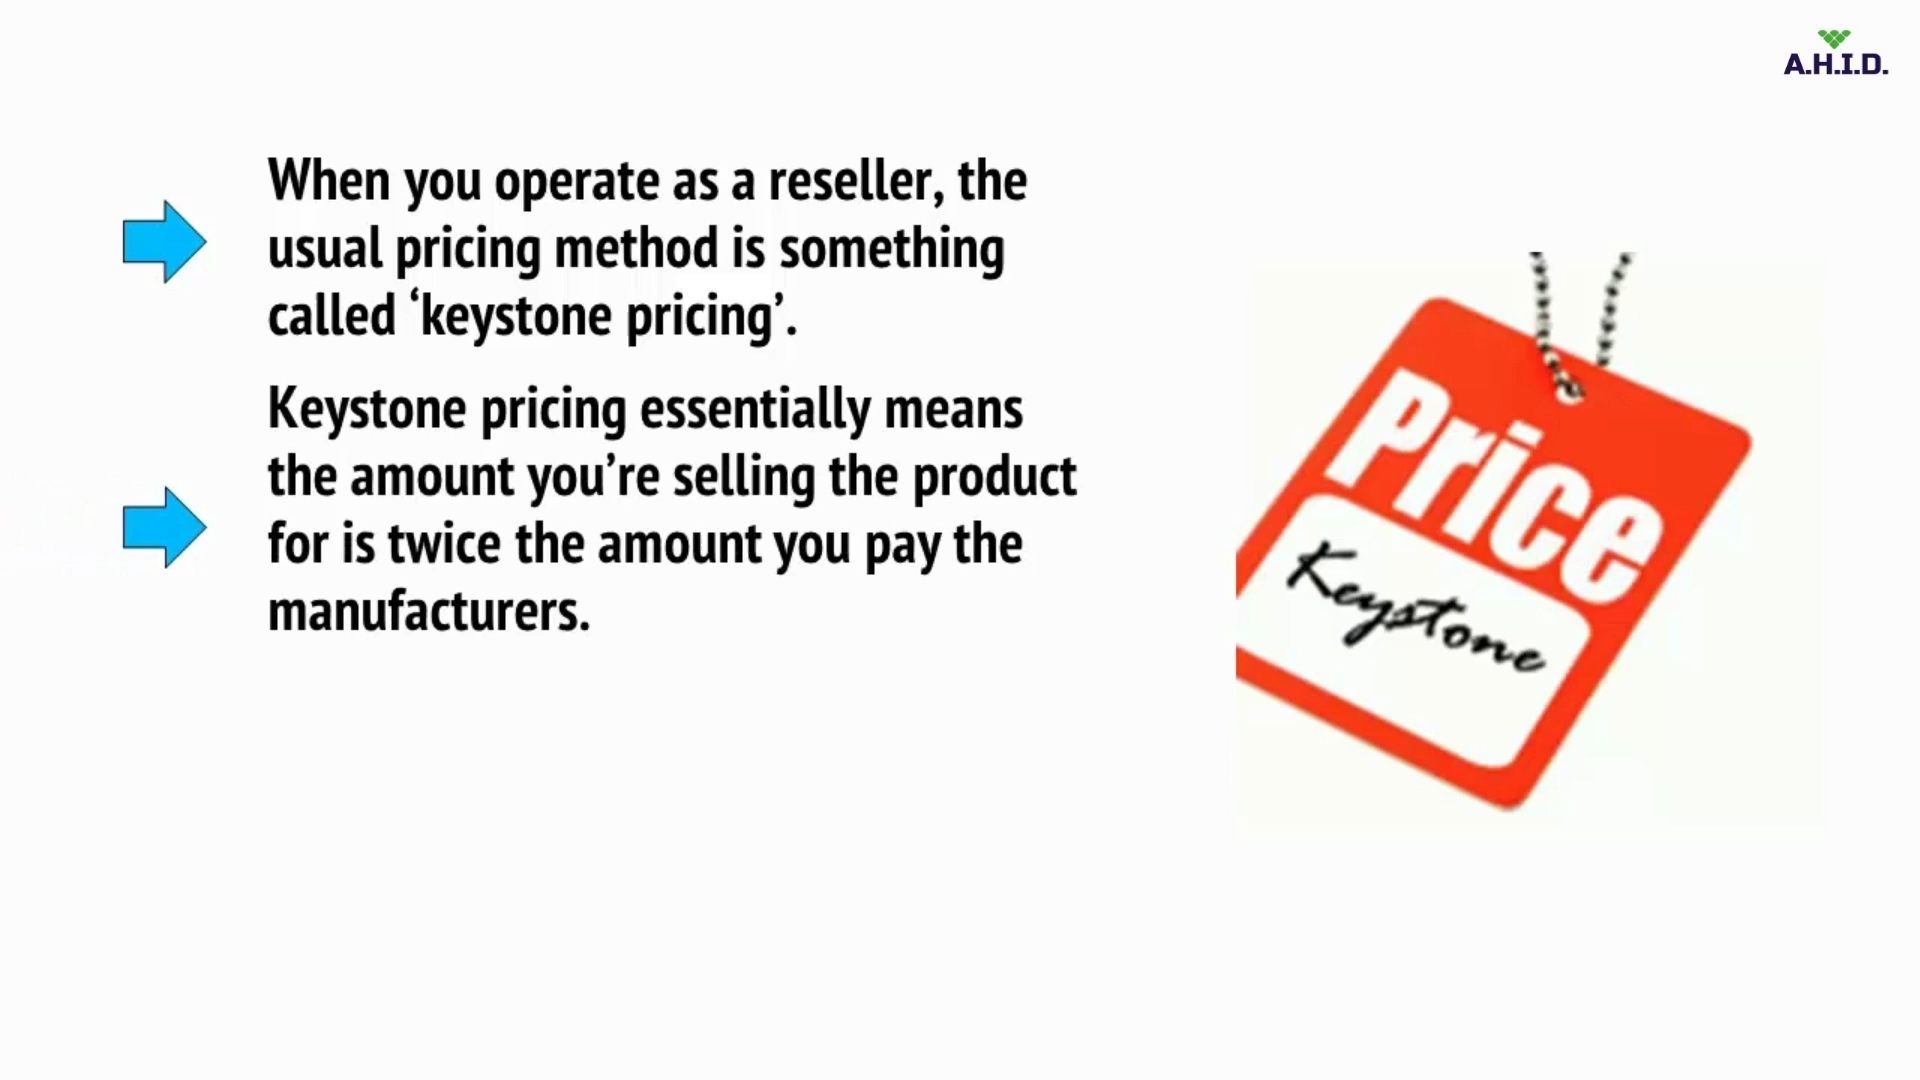 A.H.I.D.
When you operate as a reseller, the
usual pricing method is something
called ‘keystone pricing’.
Keystone pricing essentially means
the amount you’re selling the product
for is twice the amount you pay the
manufacturers.
Price
Keystone